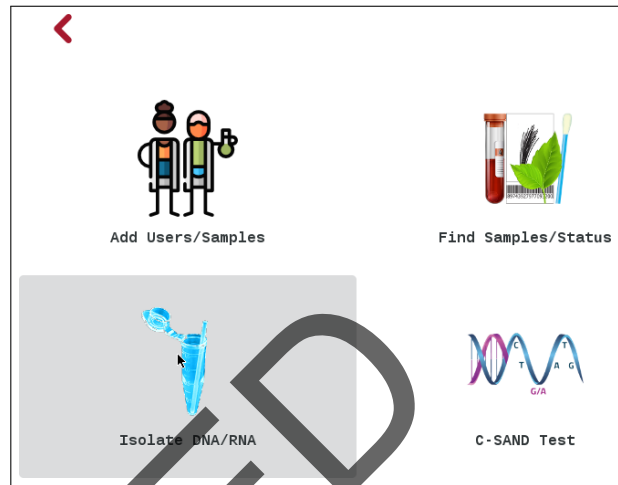 Add Users/Samples
Find Samples/Status
C
T
T
A
G
G/A
Isolate DNA/RNA
C-SAND Test